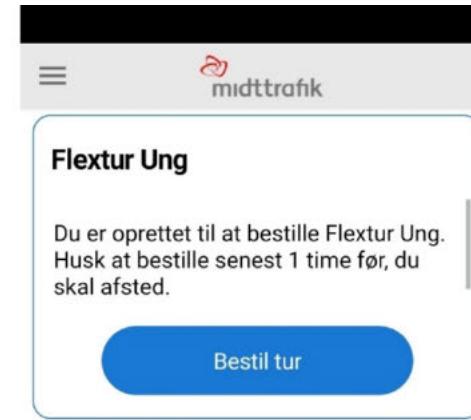 midttrafik
Flextur Ung
Du er oprettet til at bestille Flextur Ung.
Husk at bestille senest 1 time før, du
skal afsted.
Bestil tur